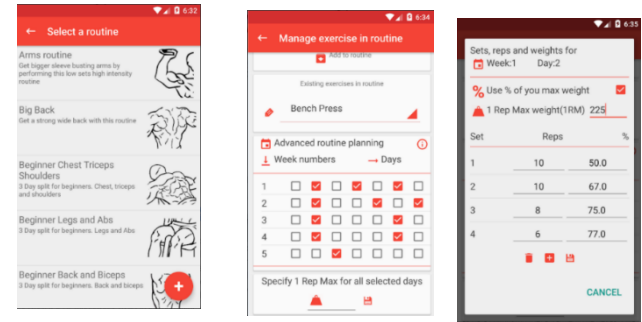 6:32
← Select a routine
Arms routine
Get bigger sleeve busting arms by
performing this low sets high intensity
routine
Big Back
Get a strong wide back with this routine
Beginner Chest Triceps
Shoulders
3 Day split for beginners. Chest, triceps
and shoulders
Beginner Legs and Abs
3 Day split for beginners. Legs and Abs
Beginner Back and Biceps
3 Day split for beginners. Back and biceps
+
6:34
← Manage exercise in routine
Add to routine
Existing exercises in routine
Bench Press
Advanced routine planning
Week numbers → Days
1
2
3
4
5
Specify 1 Rep Max for all selected days
6:35
Sets, reps and weights for
Week:1 Day:2
% Use % of you max weight
1 Rep Max weight(1RM) 225
Set Reps %
1 10 50.0
2 10 67.0
3 8 75.0
4 6 77.0
CANCEL